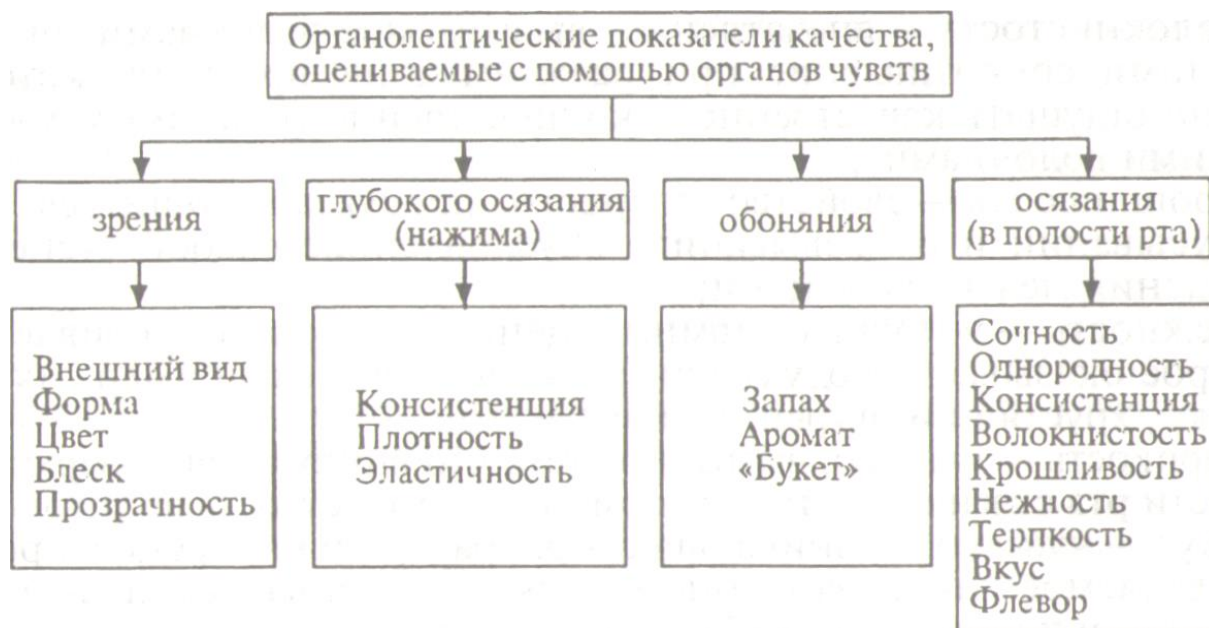 Органолептические показатели качества,
оцениваемые с помощью органов чувств
зрения
глубокого осязания
(нажима)
обоняния
осязания
(в полости рта)
Внешний вид
Форма
Цвет
Блеск
Прозрачность
Консистенция
Плотность
Эластичность
Запах
Аромат
«Букет»
Сочность
Однородность
Консистенция
Волокнистость
Крошливость
Нежность
Терпкость
Вкус
Флевор